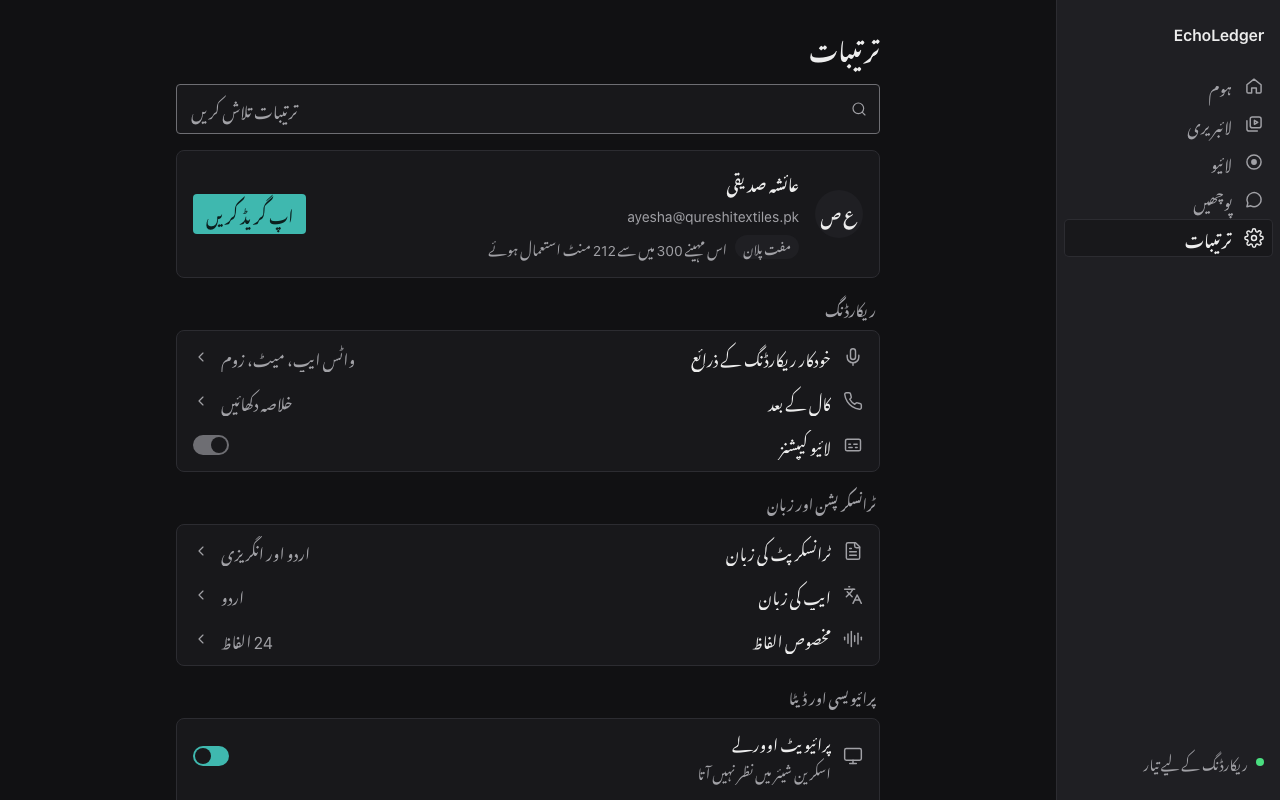 EchoLedger
ہوم
لائبریری
لائیو
پوچھیں
ترتیبات
ریکارڈنگ کے لیے تیار
ترتیبات
ترتیبات تلاش کریں
ع ص
عائشہ صدیقی
ayesha@qureshitextiles.pk
مفت پلان اس مہینے 300 میں سے 212 منٹ استعمال ہوئے
اپ گریڈ کریں
ریکارڈنگ
خودکار ریکارڈنگ کے ذرائع واٹس ایپ، میٹ، زوم
کال کے بعد خلاصہ دکھائیں
لائیو کیپشنز
ٹرانسکرپشن اور زبان
ٹرانسکرپٹ کی زبان اردو اور انگریزی
ایپ کی زبان اردو
مخصوص الفاظ 24 الفاظ
پرائیویسی اور ڈیٹا
پرائیویٹ اوورلے
اسکرین شیئر میں نظر نہیں آتا